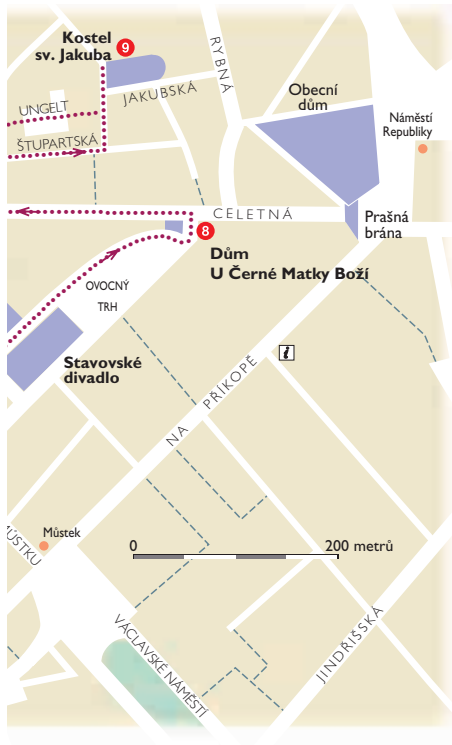 Kostel
sv. Jakuba
9
RYBNÁ
JAKUBSKÁ
UNGELT
ŠTUPARTSKÁ
Obecní
dům
Náměstí
Republiky
CELETNÁ
Prašná
brána
8
Dům
U Černé Matky Boží
OVOCNÝ
TRH
Stavovské
divadlo
i
NA PŘÍKOPĚ
Můstek
MŮSTKU
0 200 metrů
VÁCLAVSKÉ NÁMĚSTÍ
JINDŘIŠSKÁ